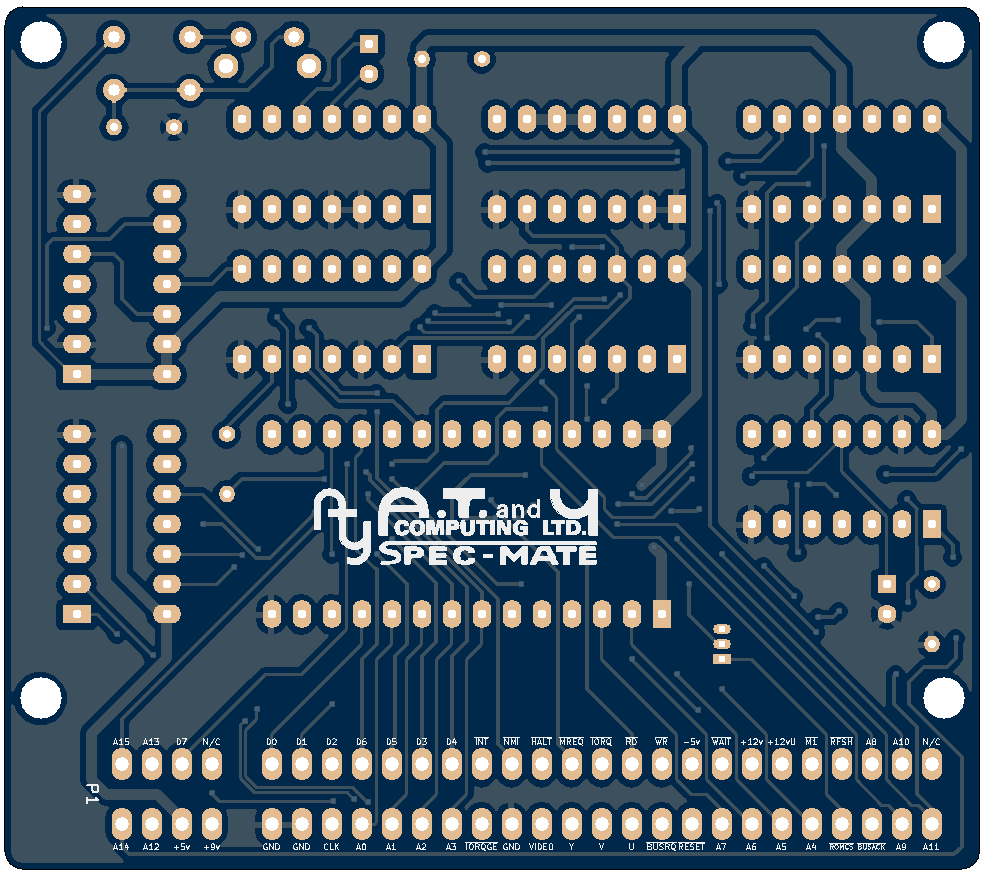 Ay A.T. and Y
COMPUTING LTD.
SPEC-MATE
A15 A13 D7 N/C D0 D1 D2 D6 D5 D3 D4 INT NMI HALT MREQ IORQ RD WR -5v WAIT +12v +12vU M1 RFSH A8 A10 N/C
P1
A14 A12 +5v +9v GND GND CLK A0 A1 A2 A3 IORQGE GND VIDEO Y V U BUSRQ RESET A7 A6 A5 A4 ROMCS BUSACK A9 A11